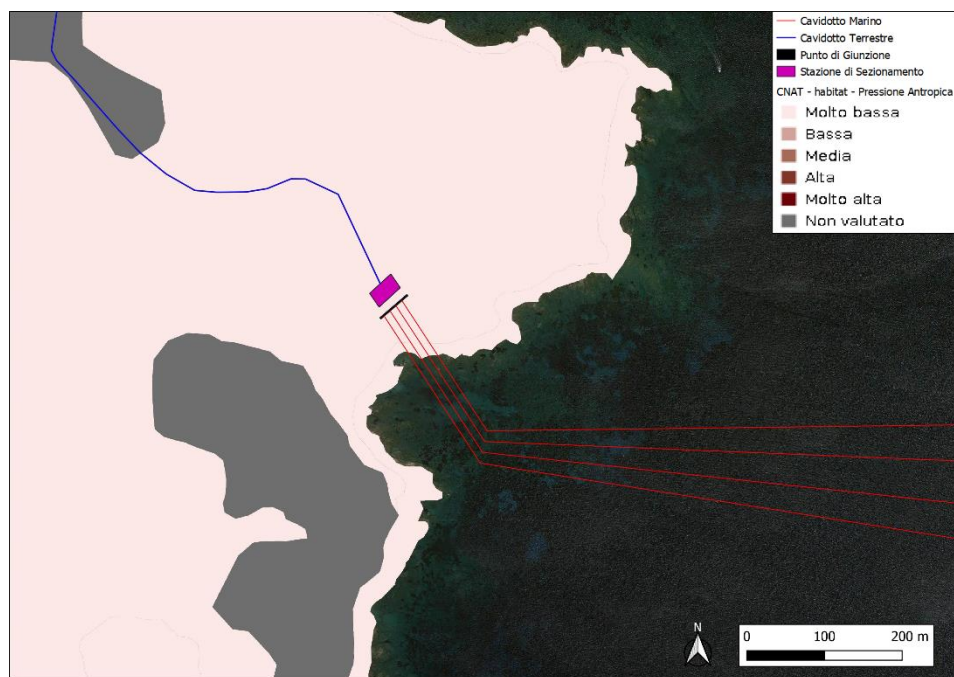 Cavidotto Marino
Cavidotto Terrestre
Punto di Giunzione
Stazione di Sezionamento
CNAT - habitat - Pressione Antropica
Molto bassa
Bassa
Media
Alta
Molto alta
Non valutato
N
0 100 200 m